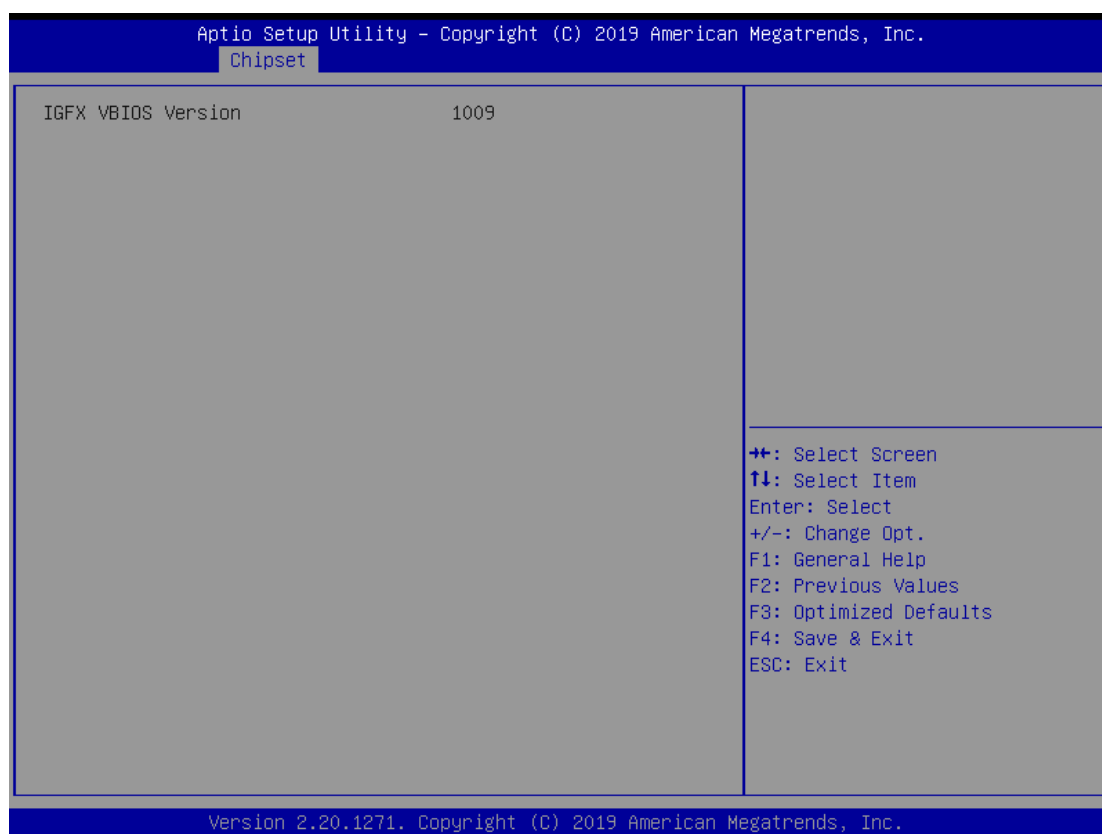 Aptio Setup Utility – Copyright (C) 2019 American Megatrends, Inc.
Chipset
IGFX VBIOS Version 1009
→←: Select Screen
↑↓: Select Item
Enter: Select
+/-: Change Opt.
F1: General Help
F2: Previous Values
F3: Optimized Defaults
F4: Save & Exit
ESC: Exit
Version 2.20.1271. Copyright (C) 2019 American Megatrends, Inc.